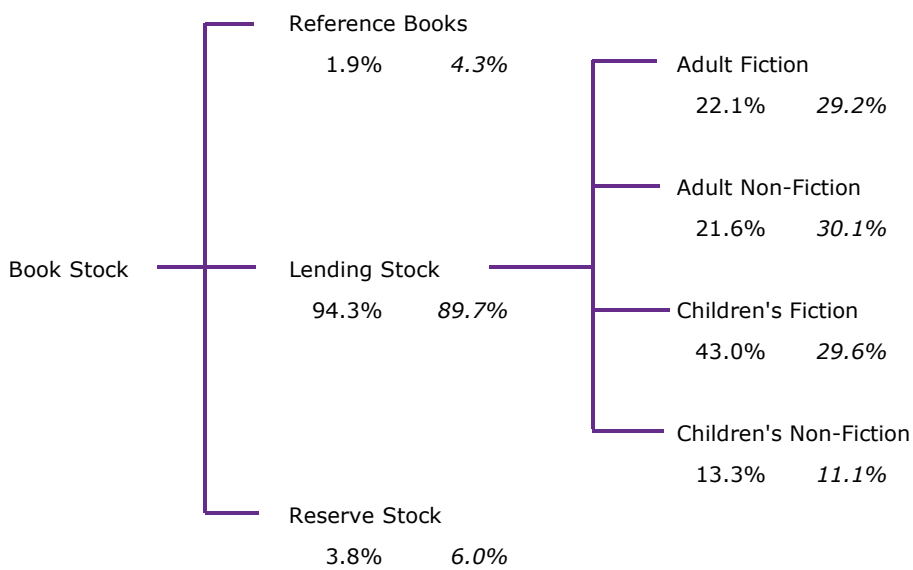 Reference Books
1.9% 4.3%
Adult Fiction
22.1% 29.2%
Adult Non-Fiction
21.6% 30.1%
Book Stock
Lending Stock
94.3% 89.7%
Children's Fiction
43.0% 29.6%
Children's Non-Fiction
13.3% 11.1%
Reserve Stock
3.8% 6.0%